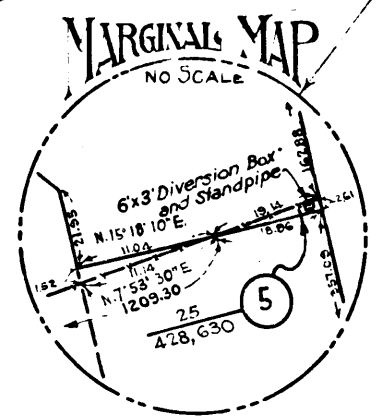 MARGINAL MAP
NO SCALE
162.88
6'x3' Diversion Box
and Standpipe
21.95
N.15°18'10"E.
19.14
2.61
11.04
18.86
1.52
11.14
N.7°53'30"E
1209.30
257.09
25
428,630
5